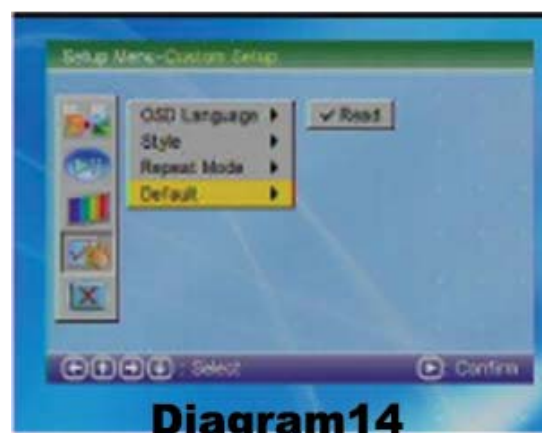 Setup Menu-Custom Setup
OSD Language
Style
Repeat Mode
Default
✓ Read
: Select
Confirm
Diagram14